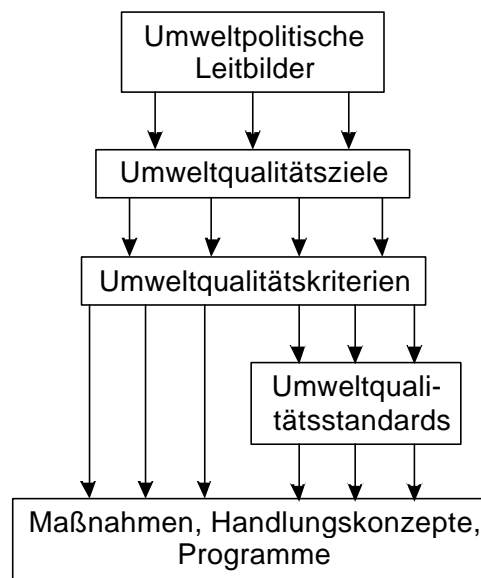 Umweltpolitische
Leitbilder
Umweltqualitätsziele
Umweltqualitätskriterien
Umweltquali-
tätsstandards
Maßnahmen, Handlungskonzepte,
Programme